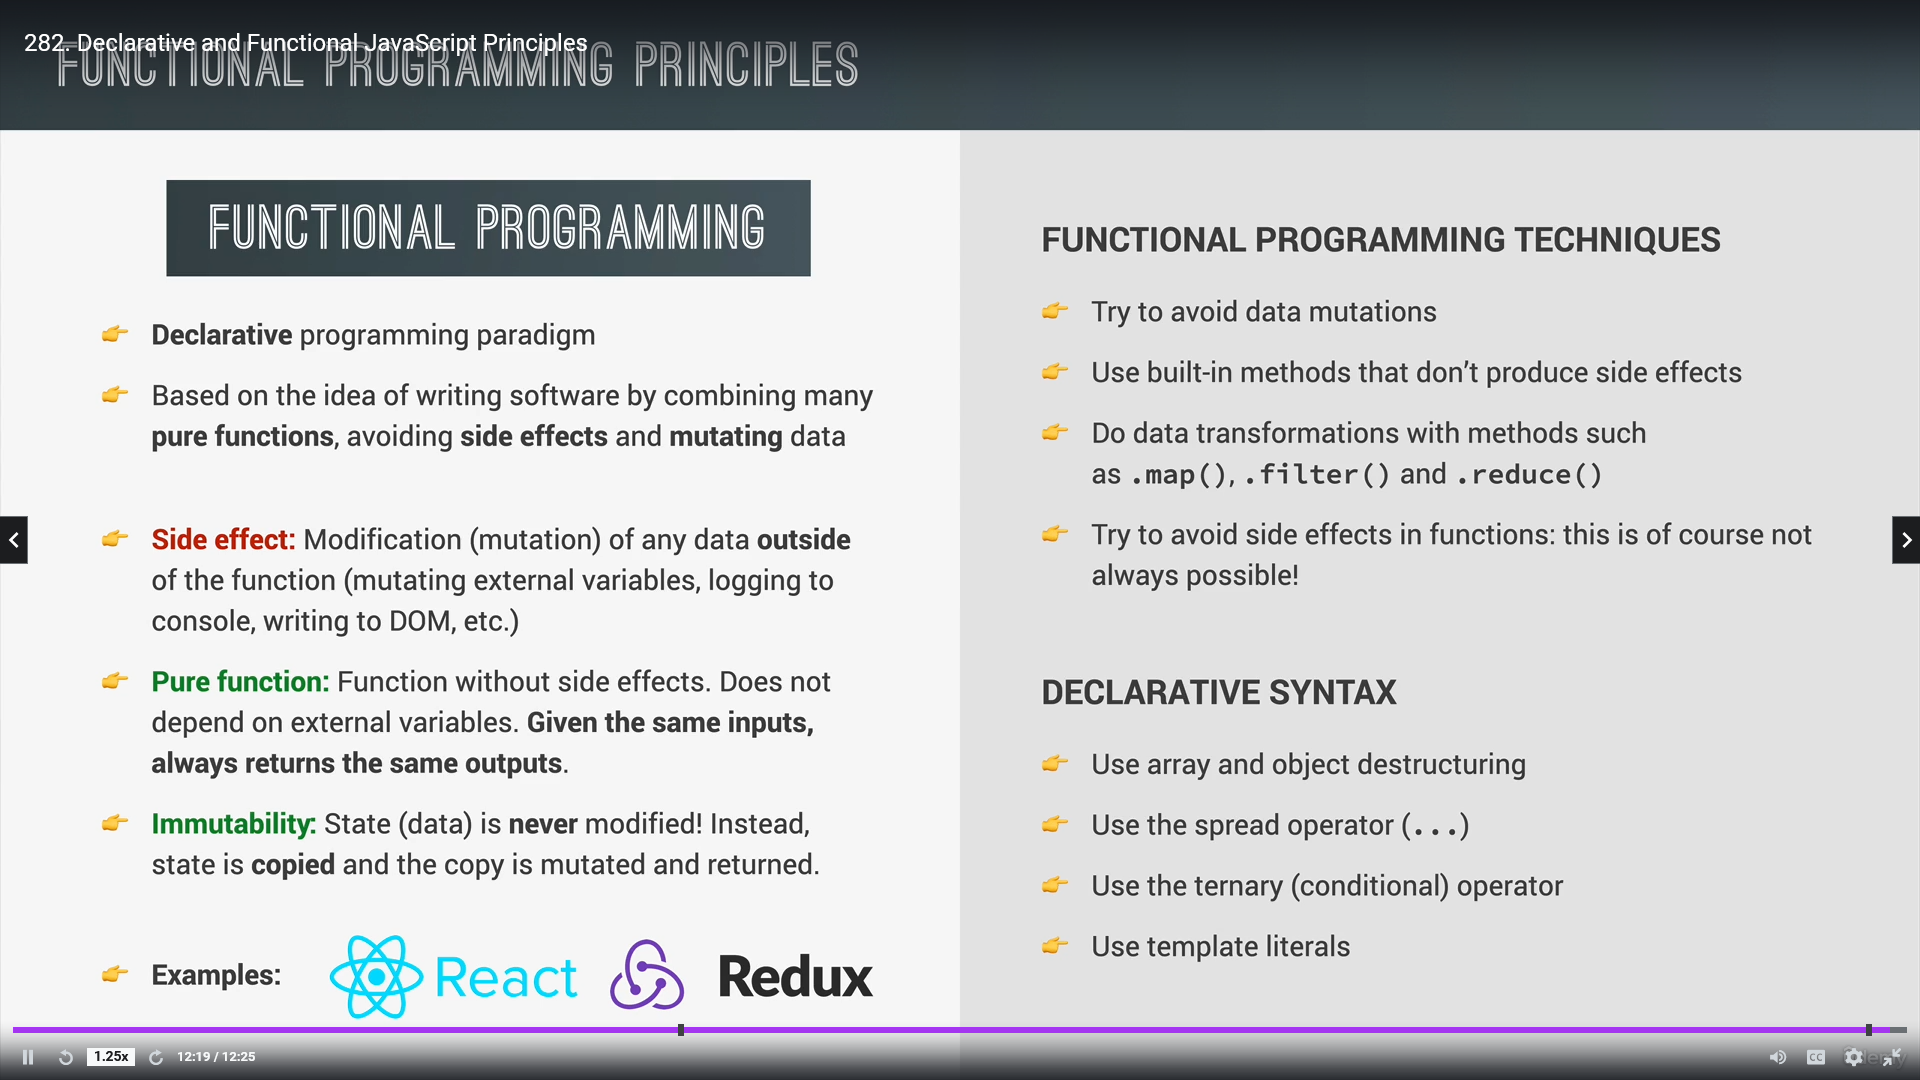 282. Declarative and Functional JavaScript Principles
FUNCTIONAL PROGRAMMING PRINCIPLES
FUNCTIONAL PROGRAMMING
Declarative programming paradigm
Based on the idea of writing software by combining many
pure functions, avoiding side effects and mutating data
Side effect: Modification (mutation) of any data outside
of the function (mutating external variables, logging to
console, writing to DOM, etc.)
Pure function: Function without side effects. Does not
depend on external variables. Given the same inputs,
always returns the same outputs.
Immutability: State (data) is never modified! Instead,
state is copied and the copy is mutated and returned.
Examples: React Redux
FUNCTIONAL PROGRAMMING TECHNIQUES
Try to avoid data mutations
Use built-in methods that don’t produce side effects
Do data transformations with methods such
as .map(), .filter() and .reduce()
Try to avoid side effects in functions: this is of course not
always possible!
DECLARATIVE SYNTAX
Use array and object destructuring
Use the spread operator (...)
Use the ternary (conditional) operator
Use template literals
1.25x 12:19 / 12:25
CC